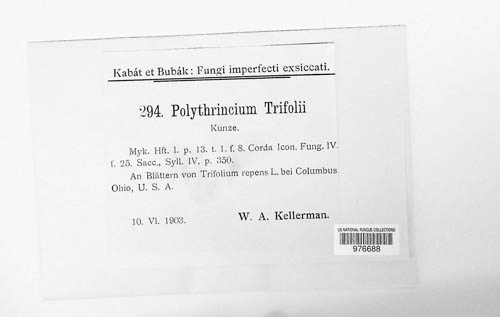 Kabát et Bubák: Fungi imperfecti exsiccati.
294. Polythrincium Trifolii
Kunze.
Myk. Hft. I. p. 13. t. 1. f. 8. Corda Icon. Fung. IV.
f. 25. Sacc., Syll. IV. p. 350.
An Blättern von Trifolium repens L. bei Columbus
Ohio, U. S. A.
10. VI. 1903. W. A. Kellerman.
US NATIONAL FUNGUS COLLECTIONS
976688